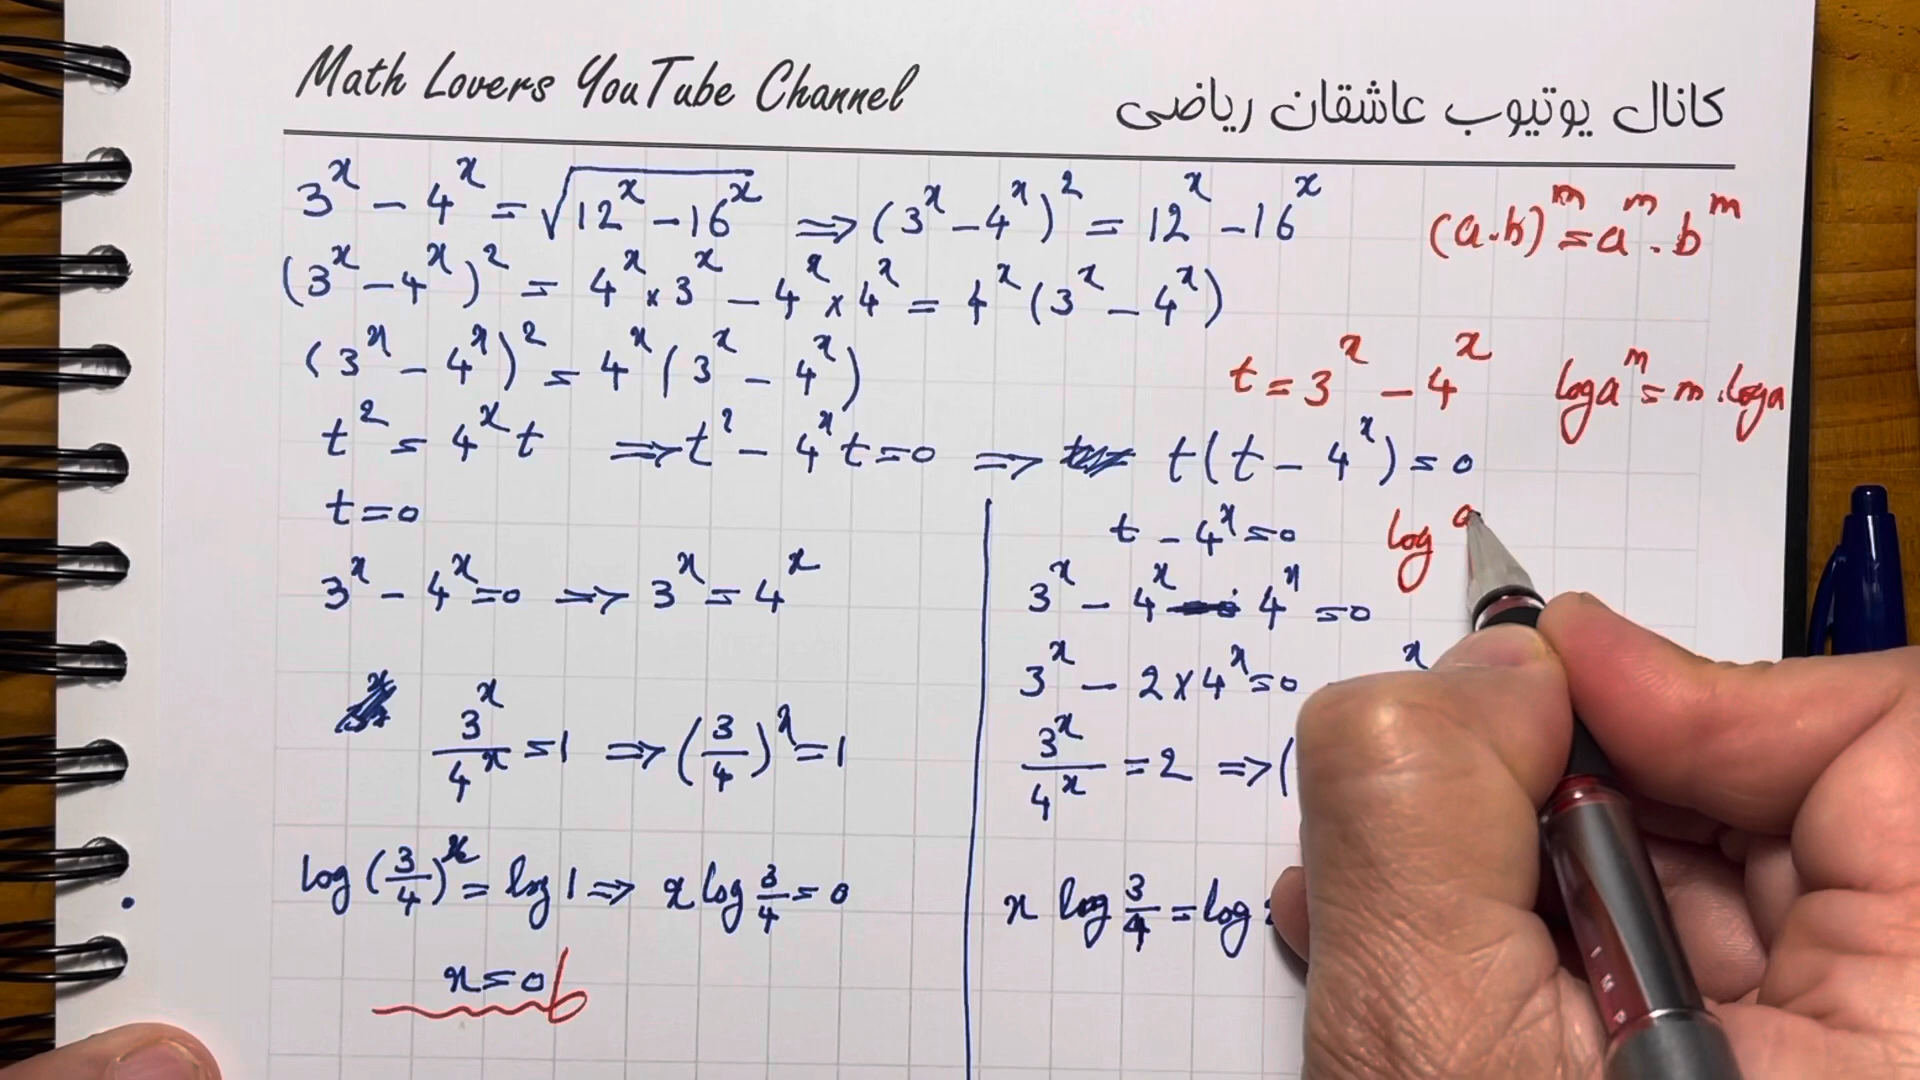 Math Lovers YouTube Channel
کانال یوتیوب عاشقان ریاضی
3^x - 4^x = √(12^x - 16^x) ⇒ (3^x - 4^x)^2 = 12^x - 16^x
(a.b)^m = a^m . b^m
(3^x - 4^x)^2 = 4^x × 3^x - 4^x × 4^x = 4^x (3^x - 4^x)
(3^x - 4^x)^2 = 4^x (3^x - 4^x)
t = 3^x - 4^x
log a^m = m . log a
t^2 = 4^x t ⇒ t^2 - 4^x t = 0 ⇒ t(t - 4^x) = 0
t = 0
3^x - 4^x = 0 ⇒ 3^x = 4^x
3^x / 4^x = 1 ⇒ (3/4)^x = 1
log (3/4)^x = log 1 ⇒ x log 3/4 = 0
x = 0
t - 4^x = 0
log
3^x - 4^x - 4^x = 0
3^x - 2 × 4^x = 0
x
3^x / 4^x = 2 ⇒ (
x log 3/4 = log